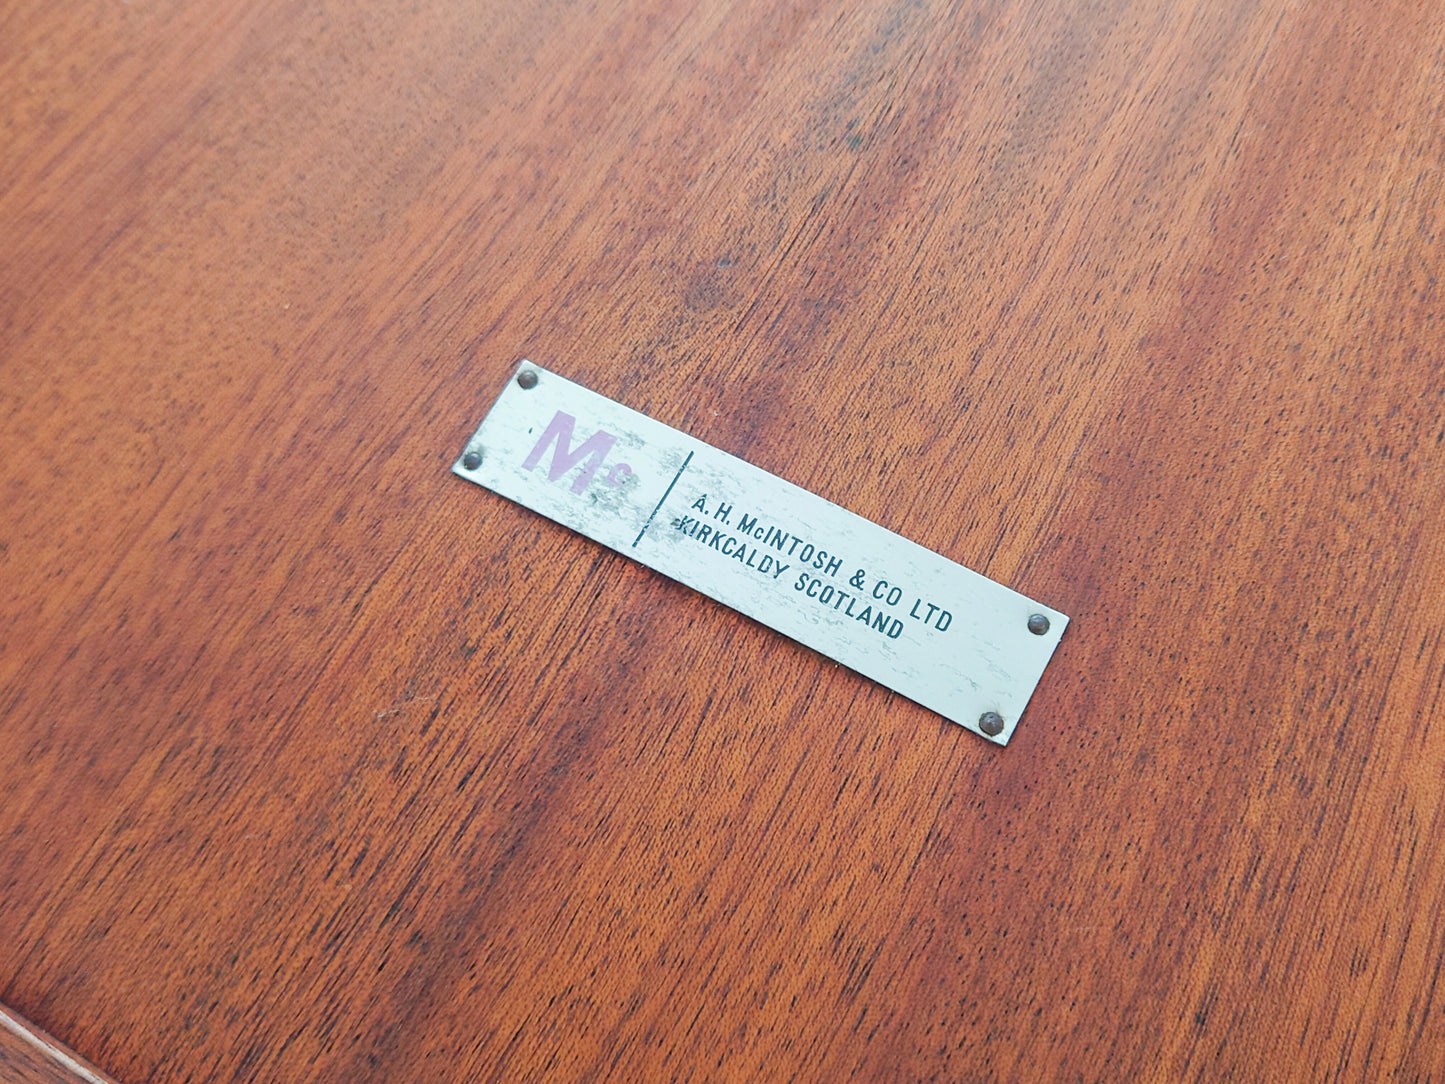 Mc
A. H. McINTOSH & CO LTD
KIRKCALDY SCOTLAND